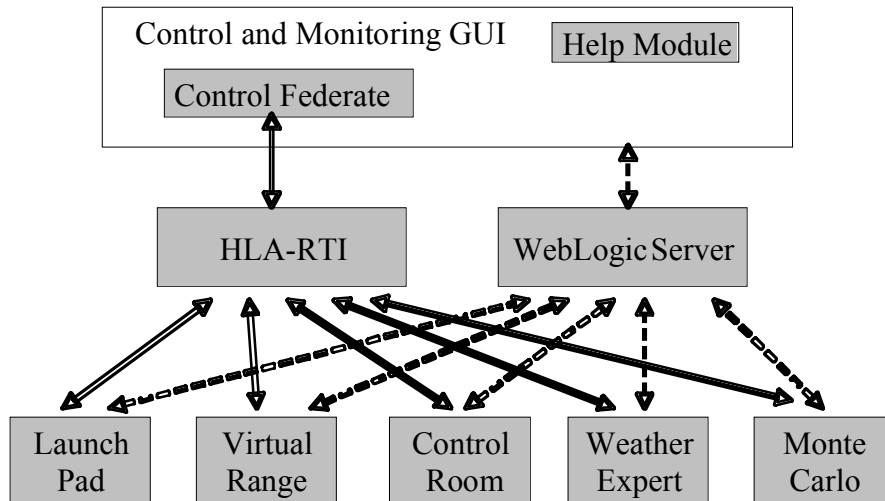 Control and Monitoring GUI
Help Module
Control Federate
HLA-RTI
WebLogic Server
Launch
Pad
Virtual
Range
Control
Room
Weather
Expert
Monte
Carlo